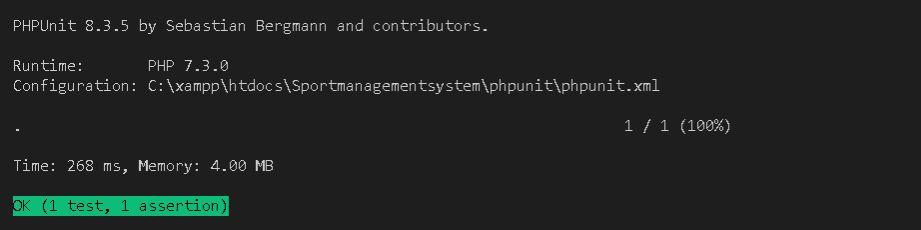 PHPUnit 8.3.5 by Sebastian Bergmann and contributors.
Runtime:       PHP 7.3.0
Configuration: C:\xampp\htdocs\Sportmanagementsystem\phpunit\phpunit.xml
. 1 / 1 (100%)
Time: 268 ms, Memory: 4.00 MB
OK (1 test, 1 assertion)